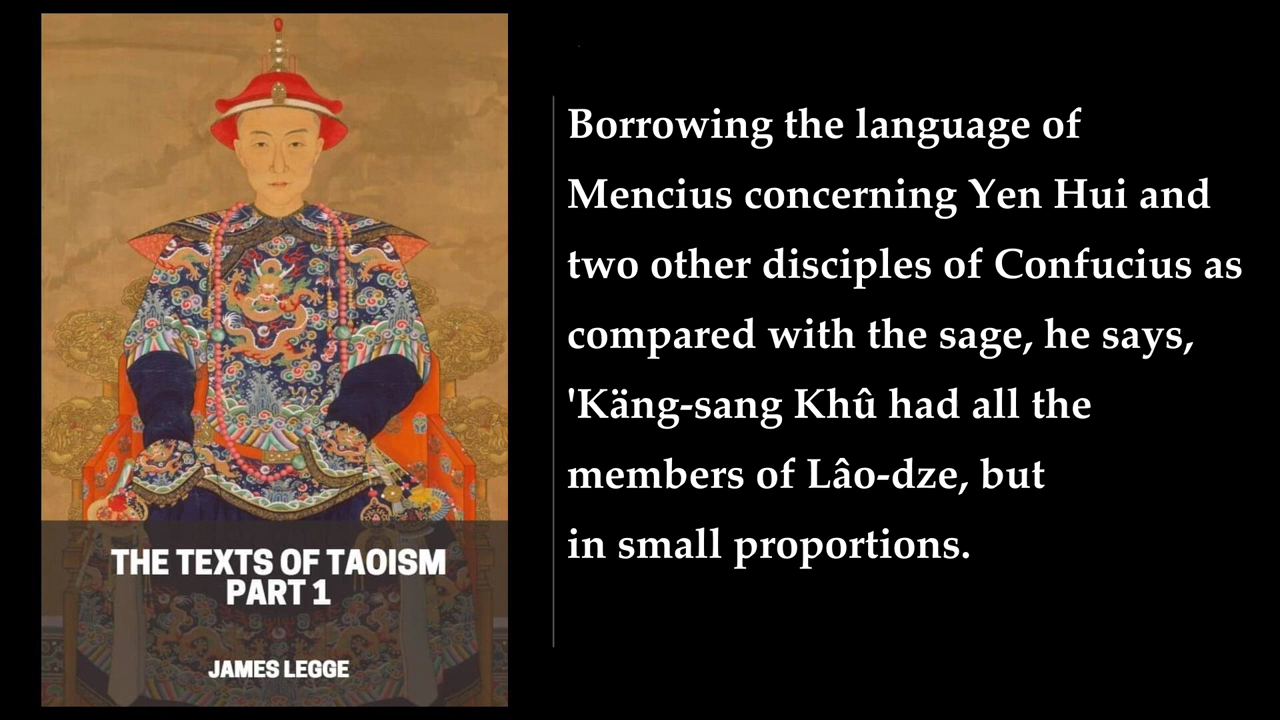 THE TEXTS OF TAOISM
PART 1
JAMES LEGGE
Borrowing the language of
Mencius concerning Yen Hui and
two other disciples of Confucius as
compared with the sage, he says,
'Käng-sang Khû had all the
members of Lâo-dze, but
in small proportions.